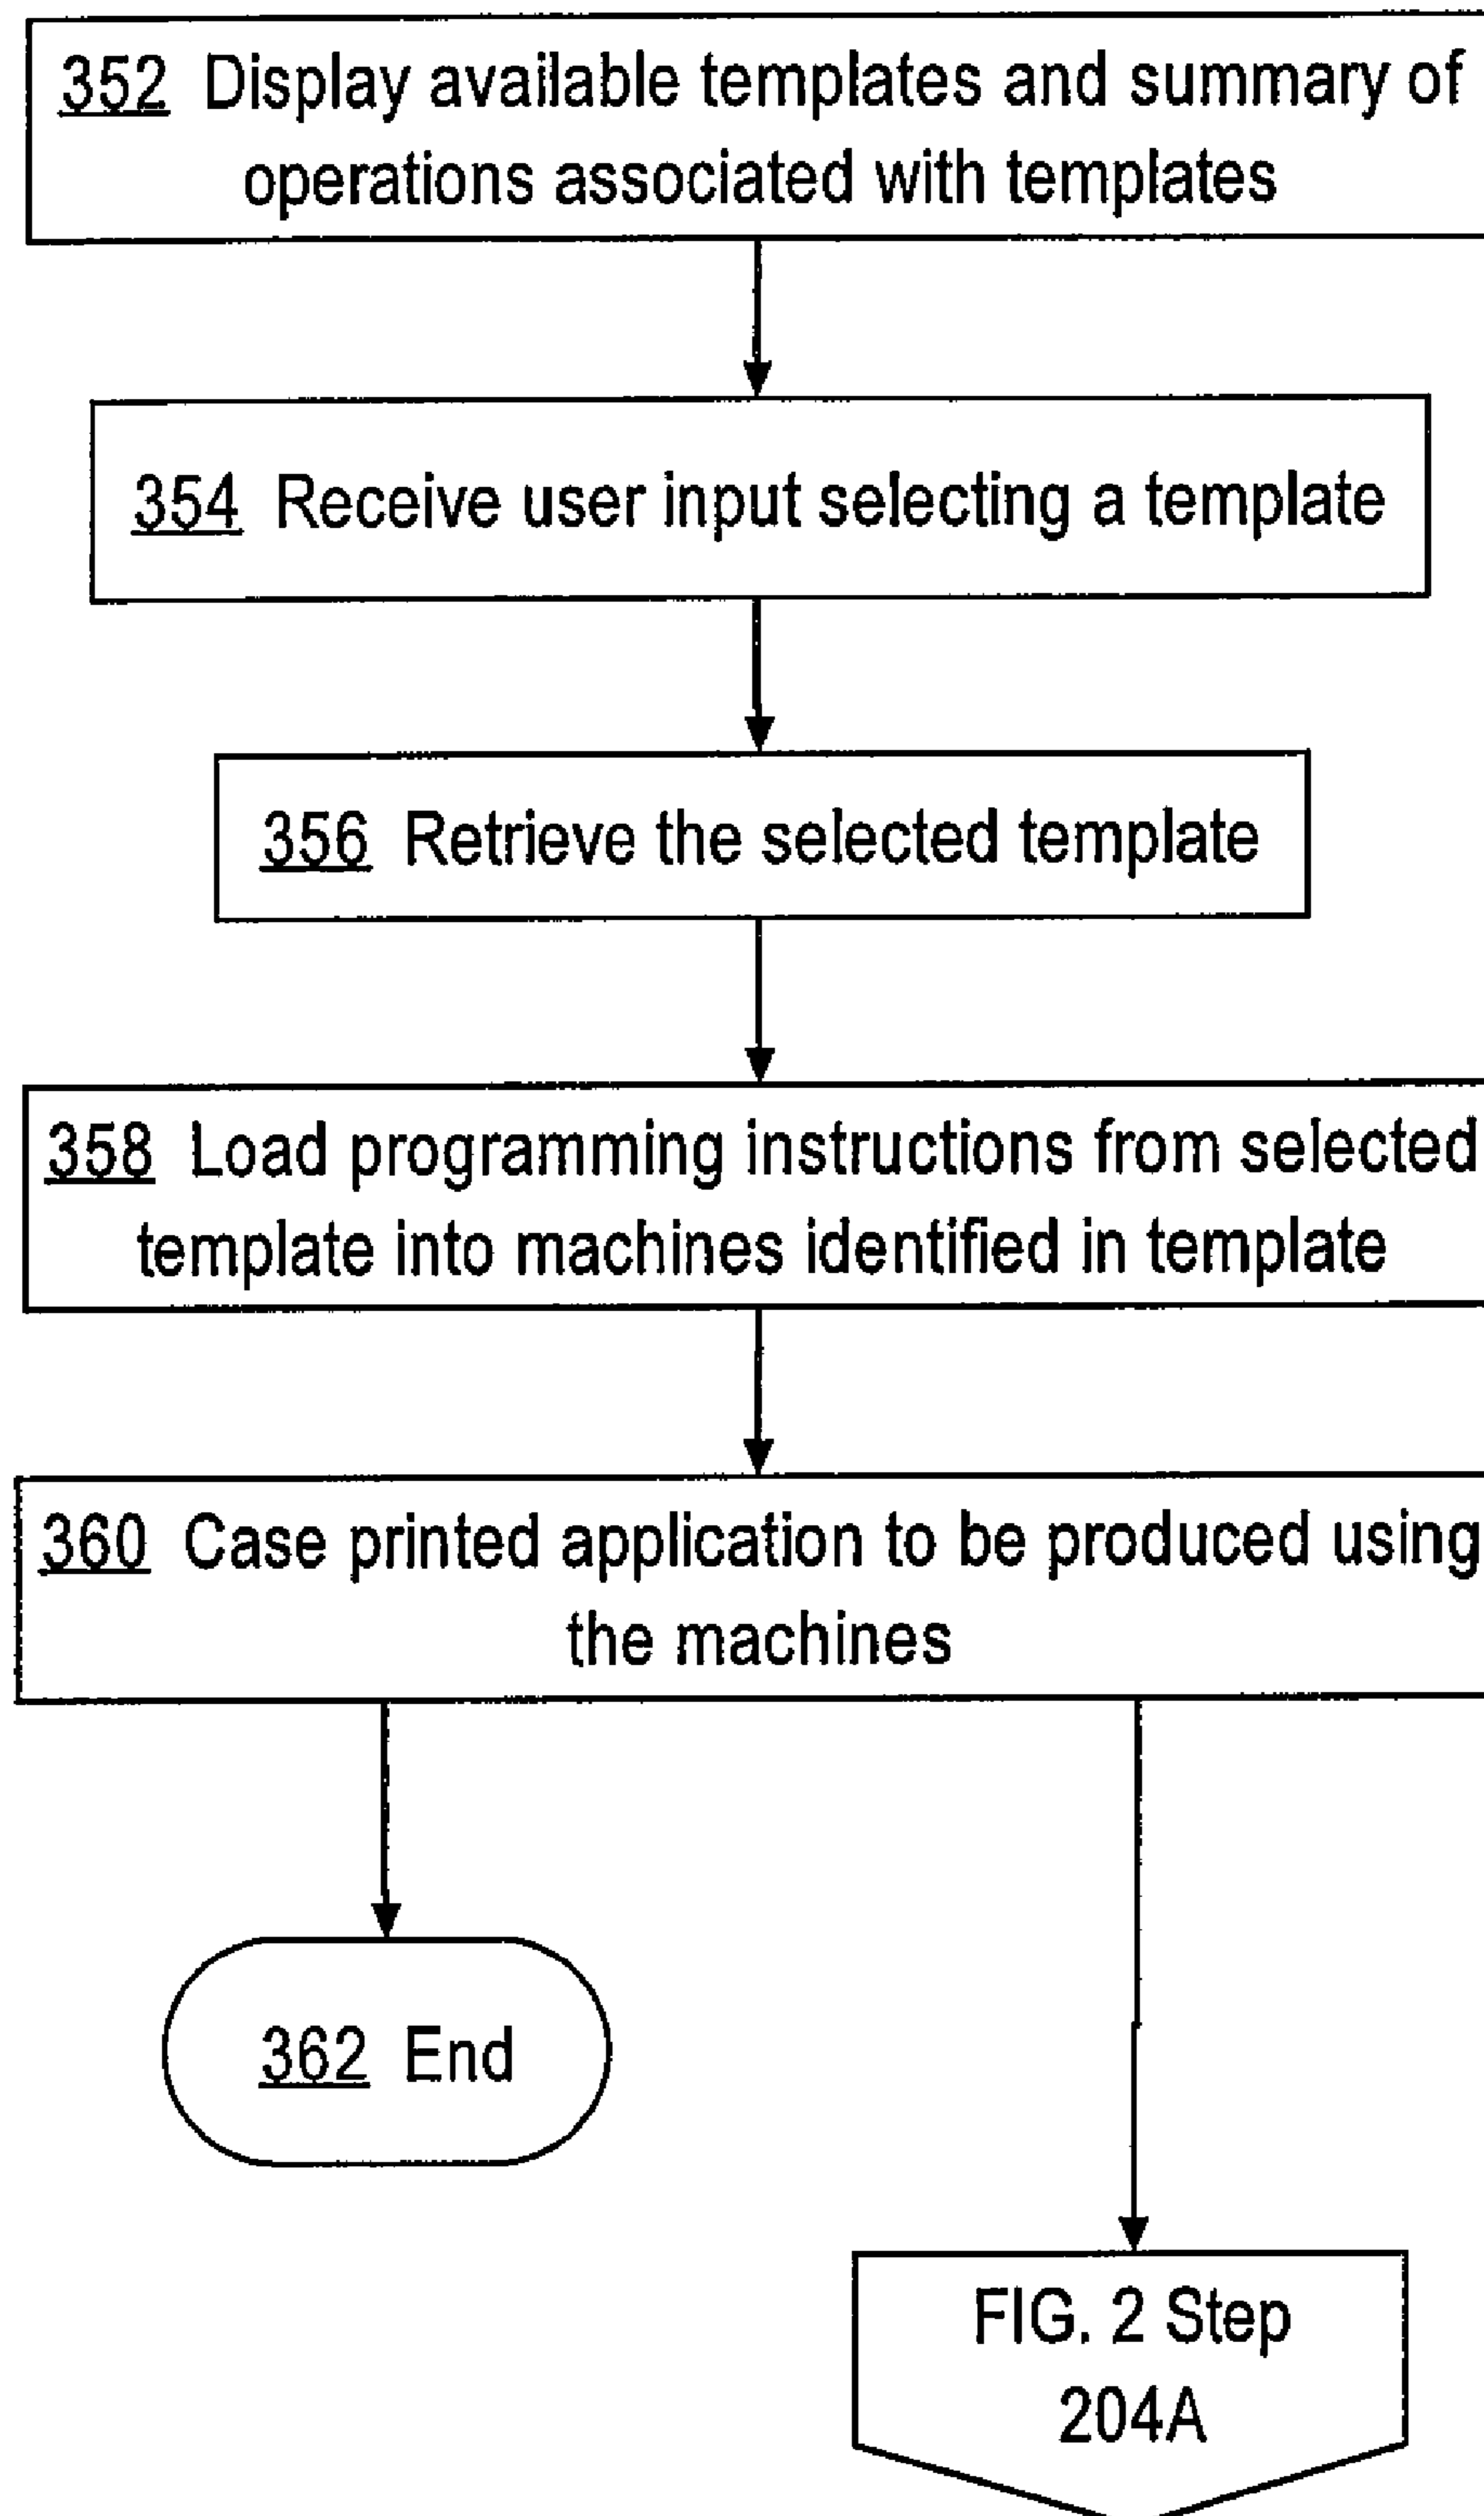 352 Display available templates and summary of
operations associated with templates
354 Receive user input selecting a template
356 Retrieve the selected template
358 Load programming instructions from selected
template into machines identified in template
360 Case printed application to be produced using
the machines
362 End
FIG. 2 Step
204A